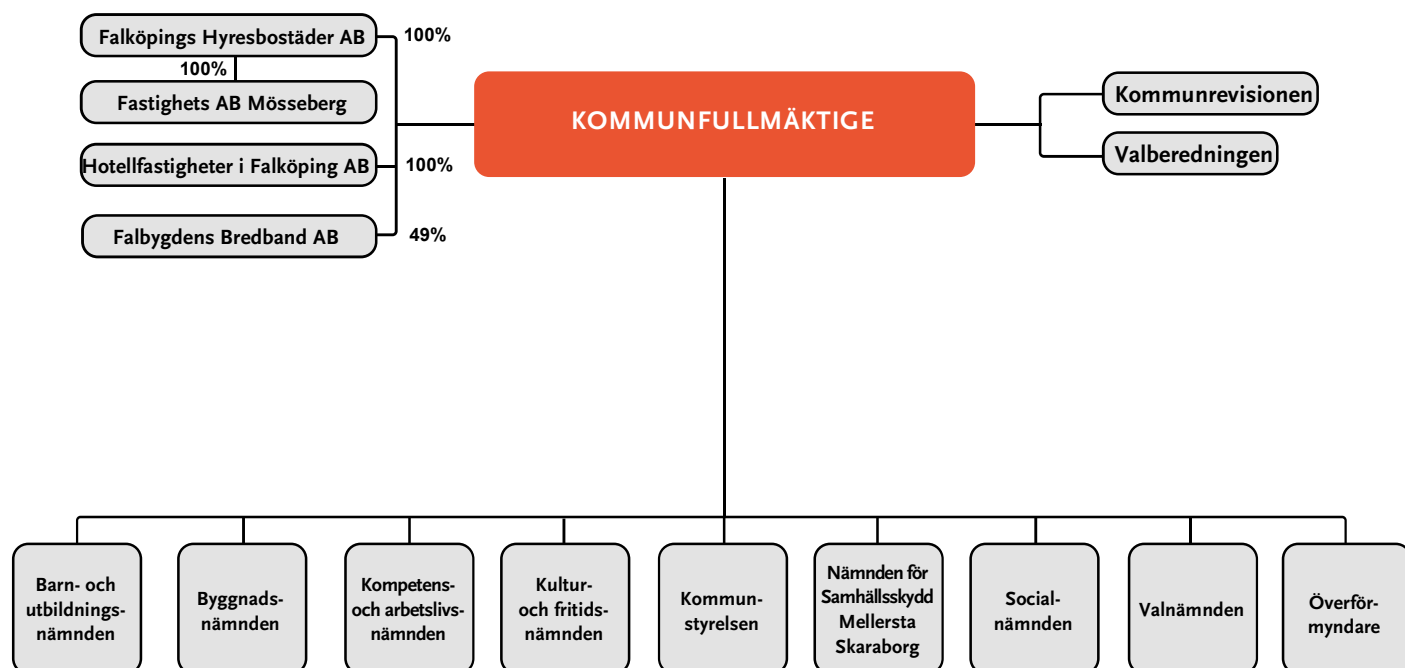 Falköpings Hyresbostäder AB
100%
100%
Fastighets AB Mösseberg
Hotellfastigheter i Falköping AB
100%
Falbygdens Bredband AB
49%
KOMMUNFULLMÄKTIGE
Kommunrevisionen
Valberedningen
Barn- och
utbildnings-
nämnden
Byggnads-
nämnden
Kompetens-
och arbetslivs-
nämnden
Kultur-
och fritids-
nämnden
Kommun-
styrelsen
Nämnden för
Samhällsskydd
Mellersta
Skaraborg
Social-
nämnden
Valnämnden
Överför-
myndare